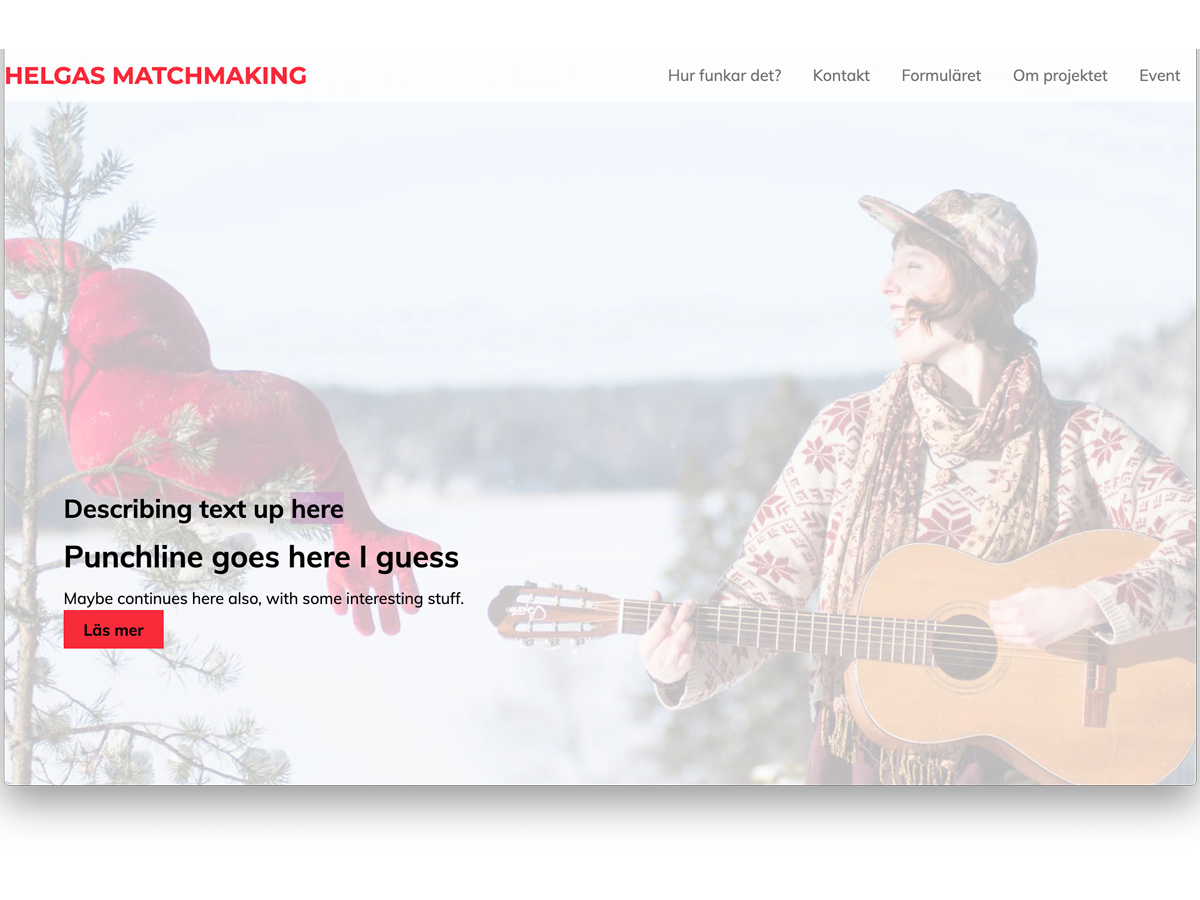 HELGAS MATCHMAKING
Hur funkar det? Kontakt Formuläret Om projektet Event
Describing text up here
Punchline goes here I guess
Maybe continues here also, with some interesting stuff.
Läs mer